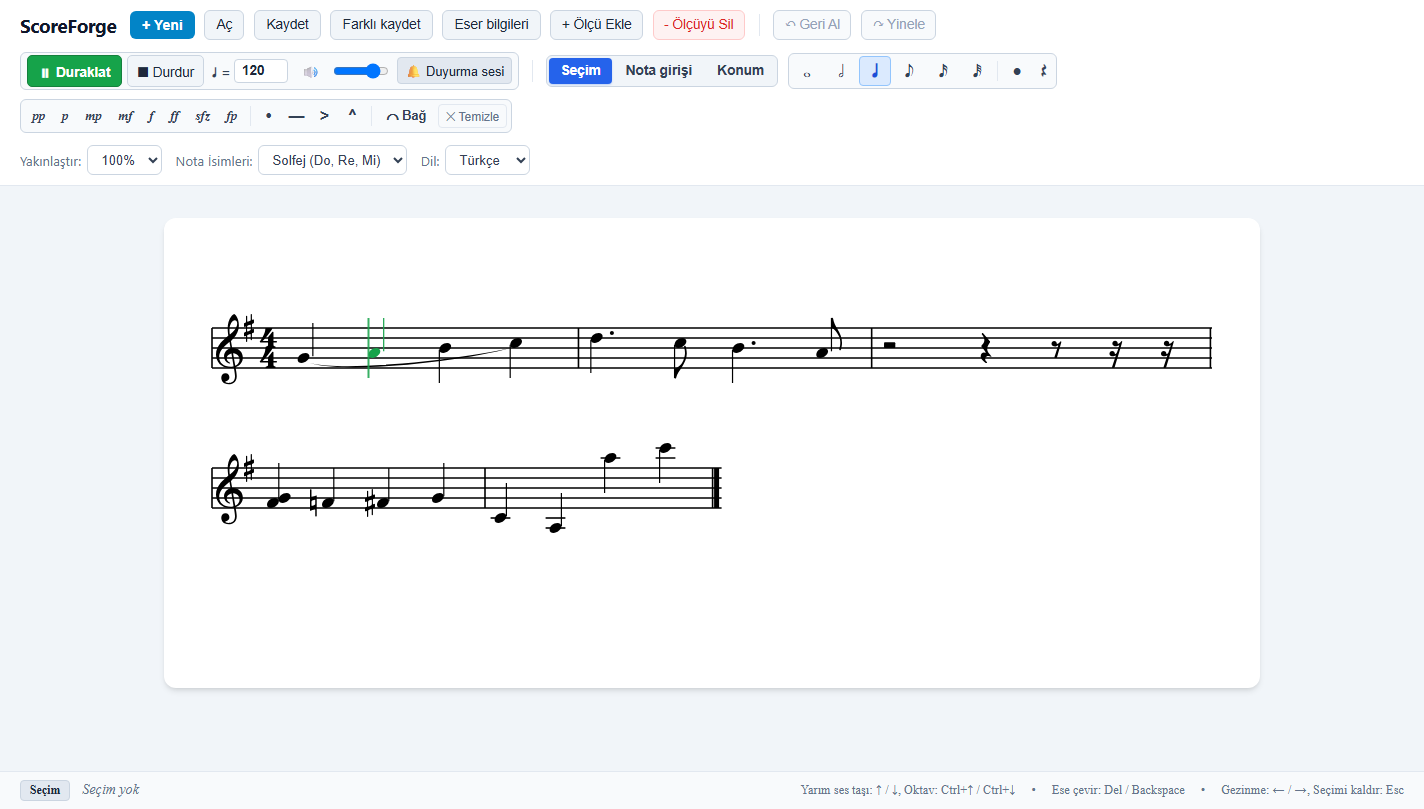 ScoreForge + Yeni Aç Kaydet Farklı kaydet Eser bilgileri + Ölçü Ekle - Ölçüyü Sil ↶ Geri Al ↷ Yinele
⏸ Duraklat ■ Durdur ♩ = 120 🔊 🔔 Duyurma sesi Seçim Nota girişi Konum
pp p mp mf f ff sfz fp • — > ^ Bağ × Temizle
Yakınlaştır: 100% Nota İsimleri: Solfej (Do, Re, Mi) Dil: Türkçe
4
4
Seçim Seçim yok Yarım ses taşı: ↑ / ↓, Oktav: Ctrl+↑ / Ctrl+↓ • Ese çevir: Del / Backspace • Gezinme: ← / →, Seçimi kaldır: Esc